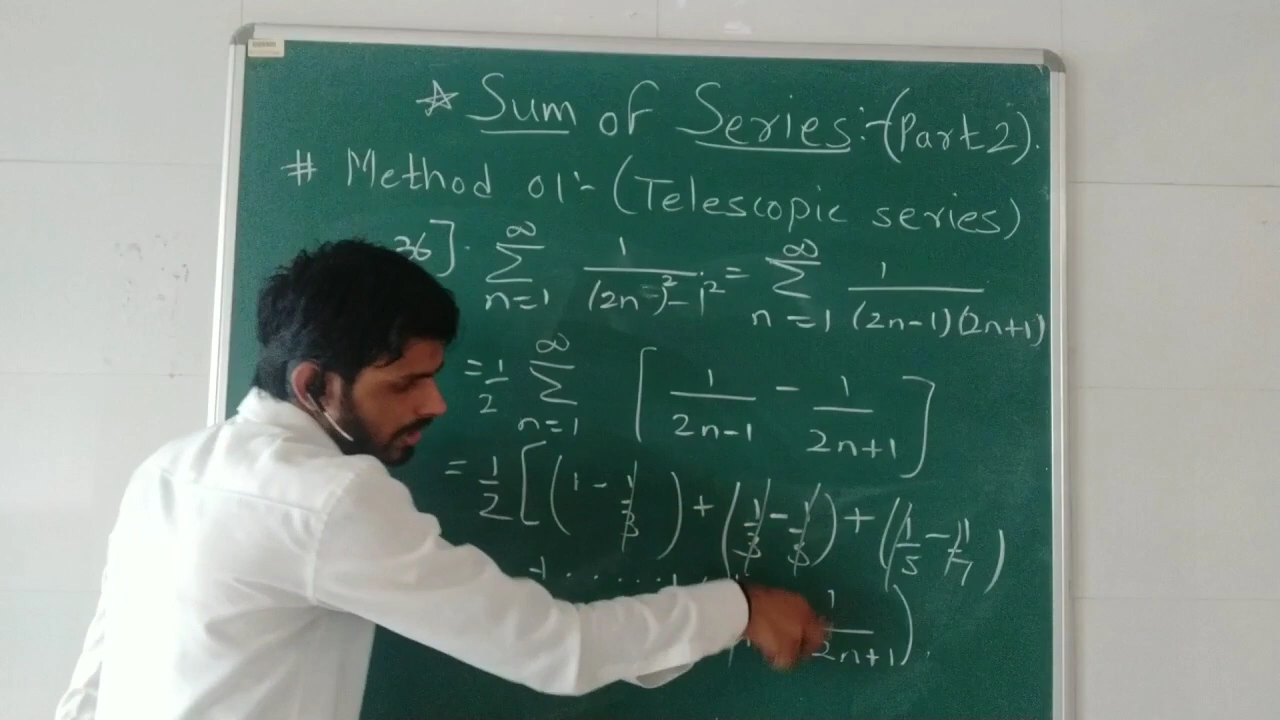 ☆ Sum of Series:-(Part 2).
# Method 01:- (Telescopic series)
26]. ∞∑n=1 1/((2n)²-1²) = ∞∑n=1 1/((2n-1)(2n+1))
= 1/2 ∞∑n=1 [1/(2n-1) - 1/(2n+1)]
= 1/2 [(1 - 1/3) + (1/3 - 1/5) + (1/5 - 1/7)
+ ...... + ( 1/(2n+1)).